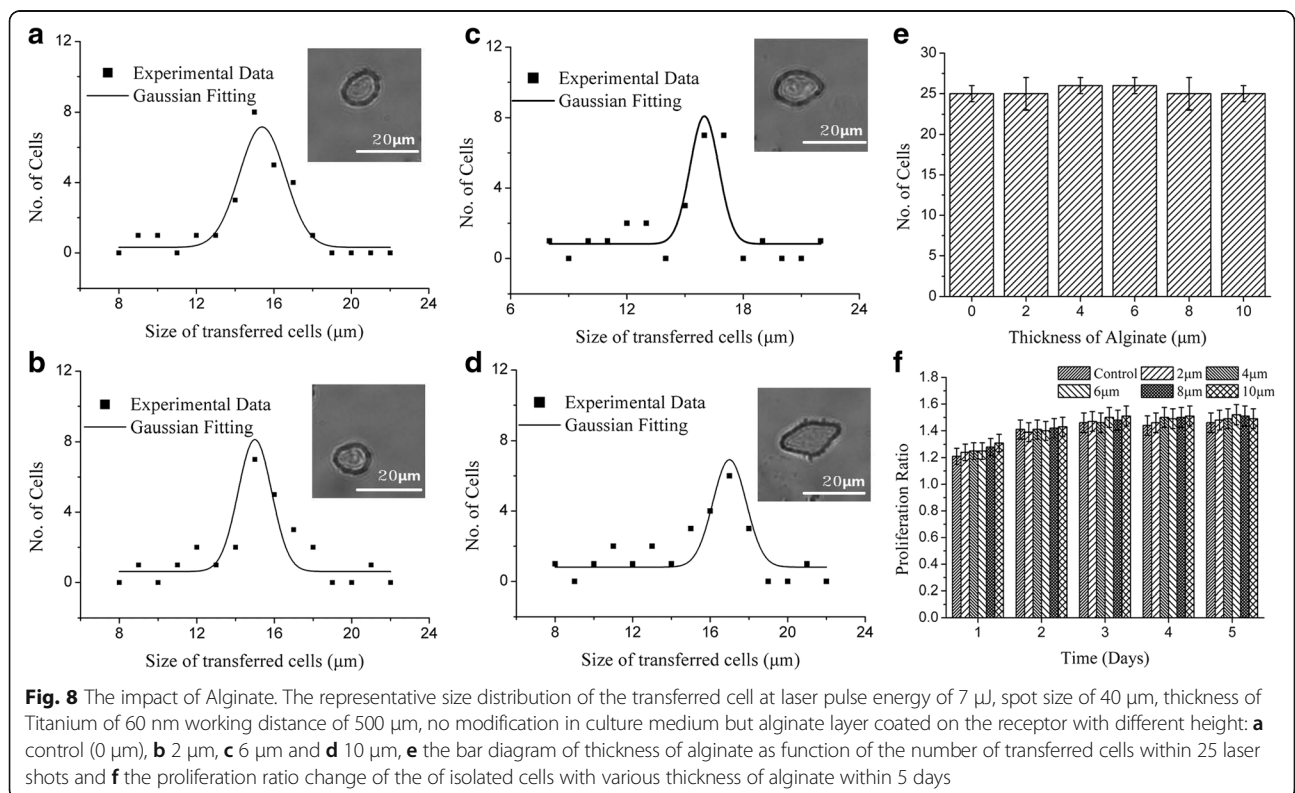 a
12
8
4
0
8
12
16
20
24
No. of Cells
Size of transferred cells (μm)
Experimental Data
Gaussian Fitting
20μm
b
12
8
4
0
8
12
16
20
24
No. of Cells
Size of transferred cells (μm)
Experimental Data
Gaussian Fitting
20μm
c
12
8
4
0
6
12
18
24
No. of Cells
Size of transferred cells (μm)
Experimental Data
Gaussian Fitting
20μm
d
12
8
4
0
8
12
16
20
24
No. of Cells
Size of transferred cells (μm)
Experimental Data
Gaussian Fitting
20μm
e
30
25
20
15
10
5
0
0 2 4 6 8 10
No. of Cells
Thickness of Alginate (μm)
f
1.8
1.6
1.4
1.2
1.0
0.8
0.6
0.4
0.2
0.0
1 2 3 4 5
Proliferation Ratio
Time (Days)
Control 2μm 4μm
6μm 8μm 10μm
Fig. 8 The impact of Alginate. The representative size distribution of the transferred cell at laser pulse energy of 7 μJ, spot size of 40 μm, thickness of
Titanium of 60 nm working distance of 500 μm, no modification in culture medium but alginate layer coated on the receptor with different height: a
control (0 μm), b 2 μm, c 6 μm and d 10 μm, e the bar diagram of thickness of alginate as function of the number of transferred cells within 25 laser
shots and f the proliferation ratio change of the of isolated cells with various thickness of alginate within 5 days